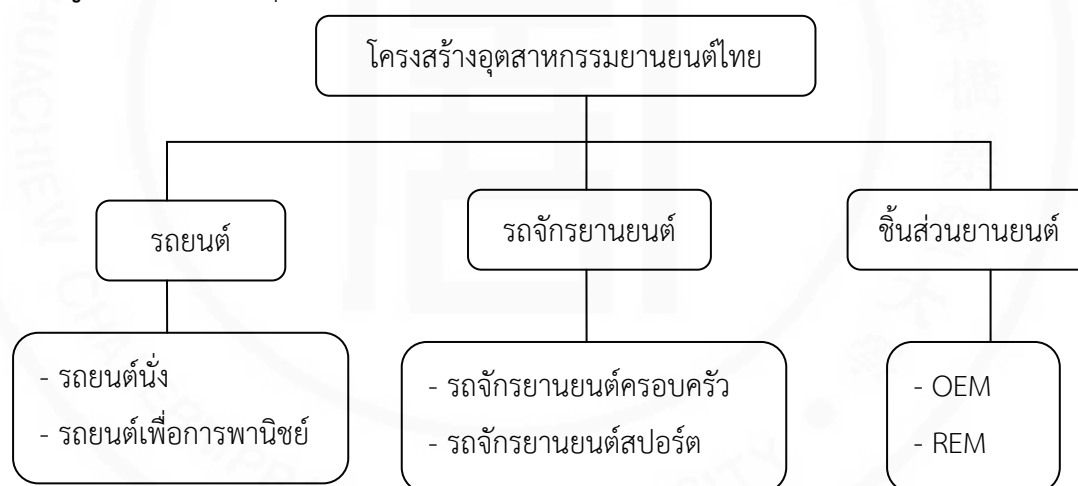 โครงสร้างอุตสาหกรรมยานยนต์ไทย
รถยนต์
รถจักรยานยนต์
ชิ้นส่วนยานยนต์
- รถยนต์นั่ง
- รถยนต์เพื่อการพานิชย์
- รถจักรยานยนต์ครอบครัว
- รถจักรยานยนต์สปอร์ต
- OEM
- REM